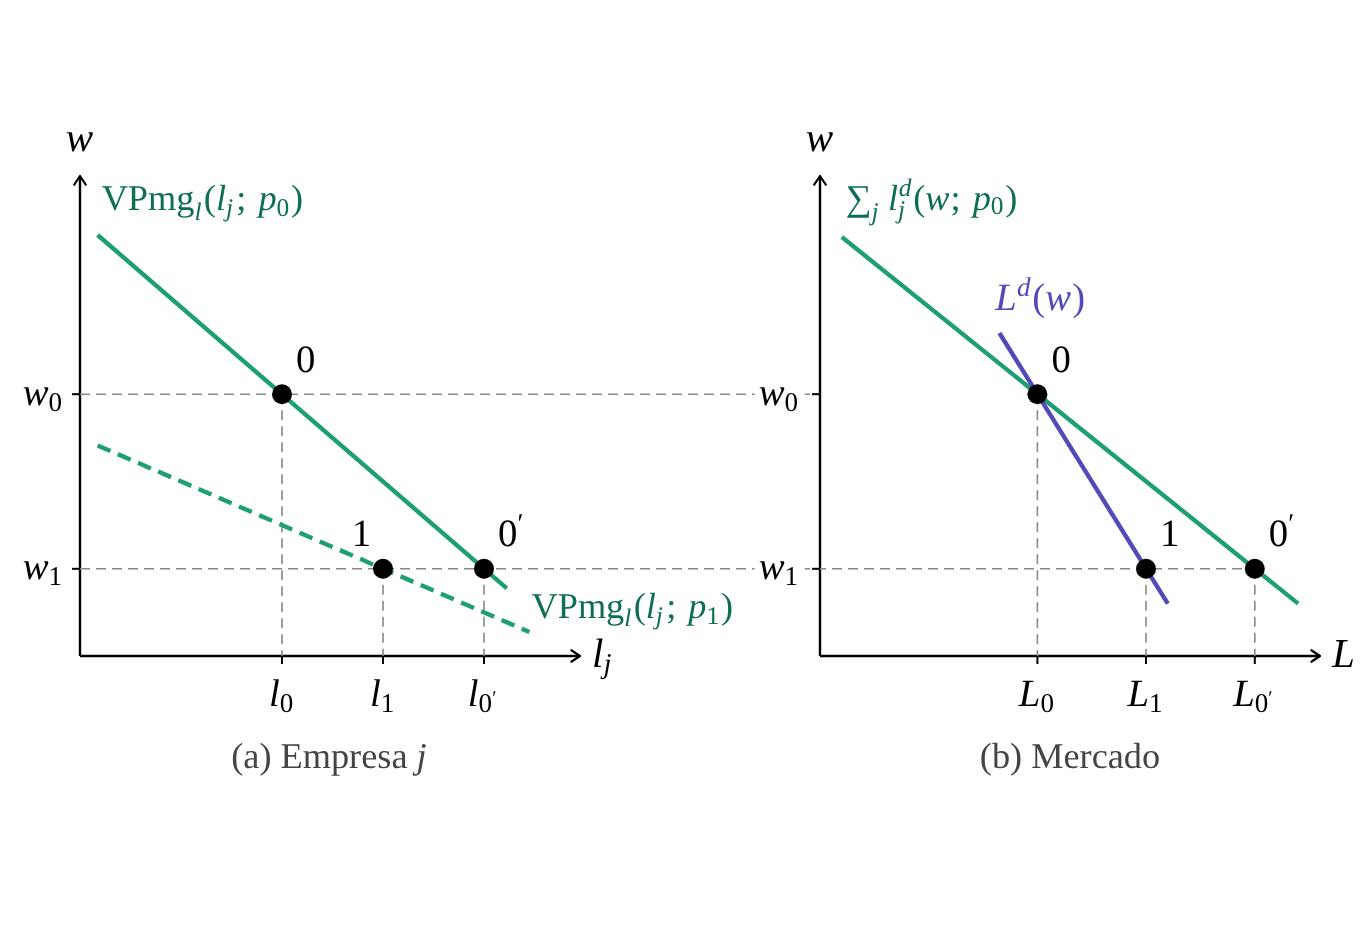 w
w
VPmg_l(l_j; p_0)
∑_j l_j^d(w; p_0)
L^d(w)
0
0
w_0
w_0
1
0′
1
0′
w_1
w_1
VPmg_l(l_j; p_1)
l_j
L
l_0
l_1
l_0′
L_0
L_1
L_0′
(a) Empresa j
(b) Mercado